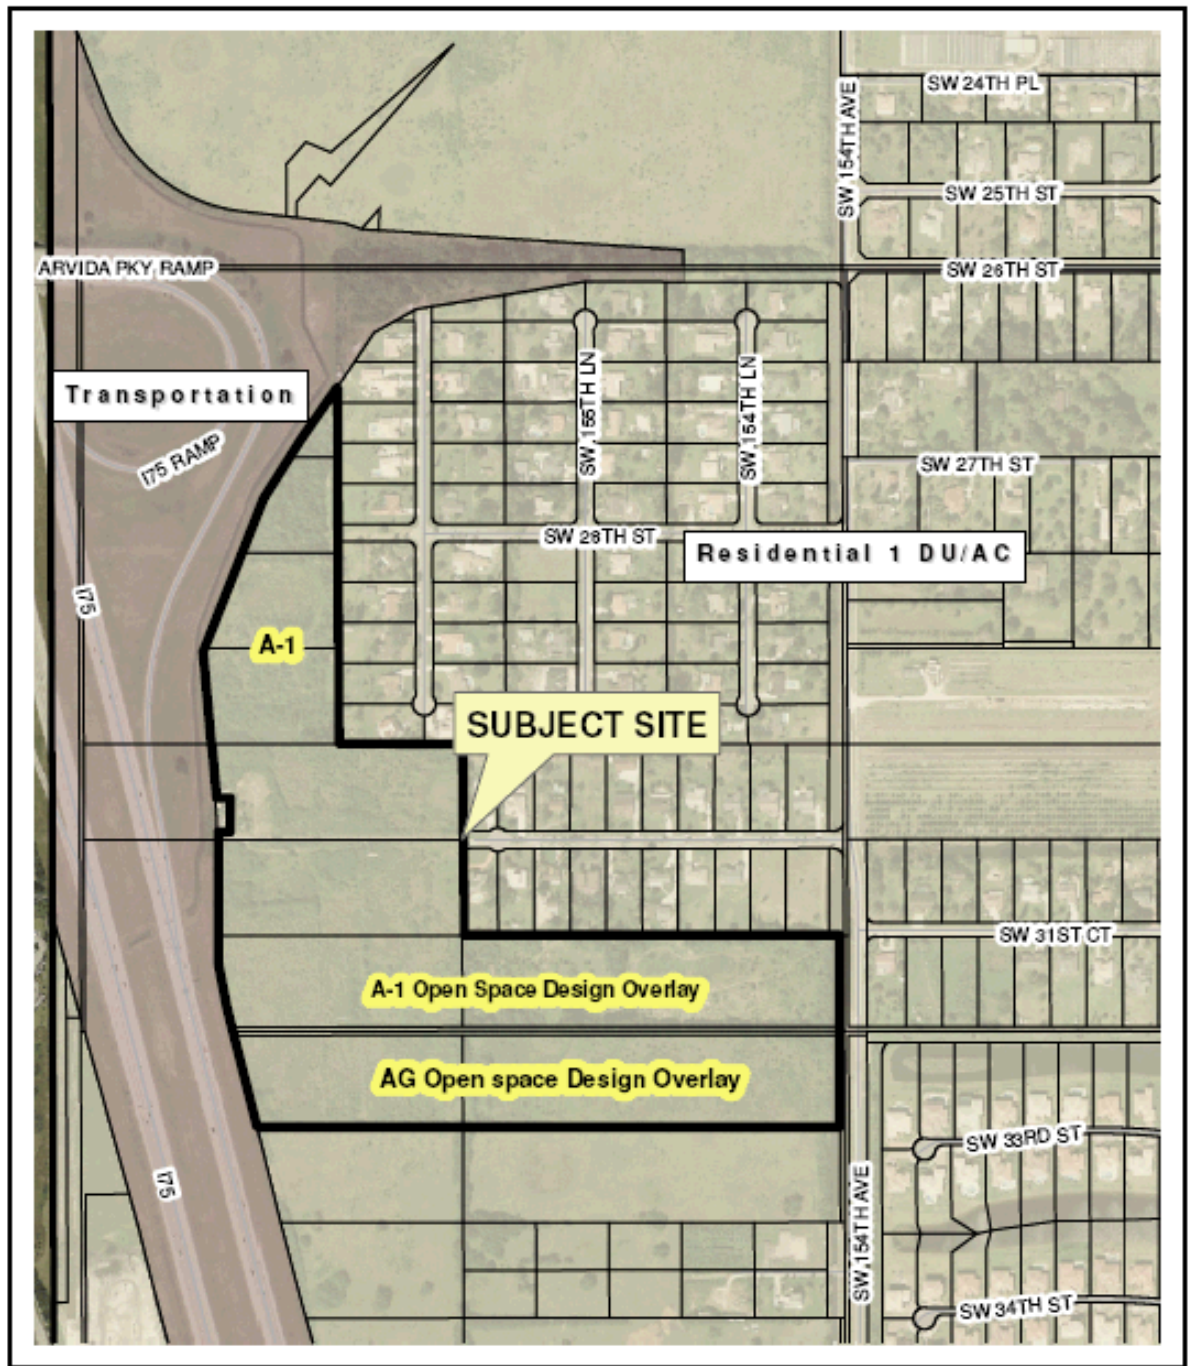 SW 24TH PL
SW 154TH AVE
SW 25TH ST
ARVIDA PKY RAMP
SW 26TH ST
Transportation
SW 155TH LN
SW 154TH LN
I75 RAMP
SW 27TH ST
SW 28TH ST
Residential 1 DU/AC
I75
A-1
SUBJECT SITE
SW 31ST CT
A-1 Open Space Design Overlay
AG Open space Design Overlay
SW 33RD ST
I75
SW 154TH AVE
SW 34TH ST